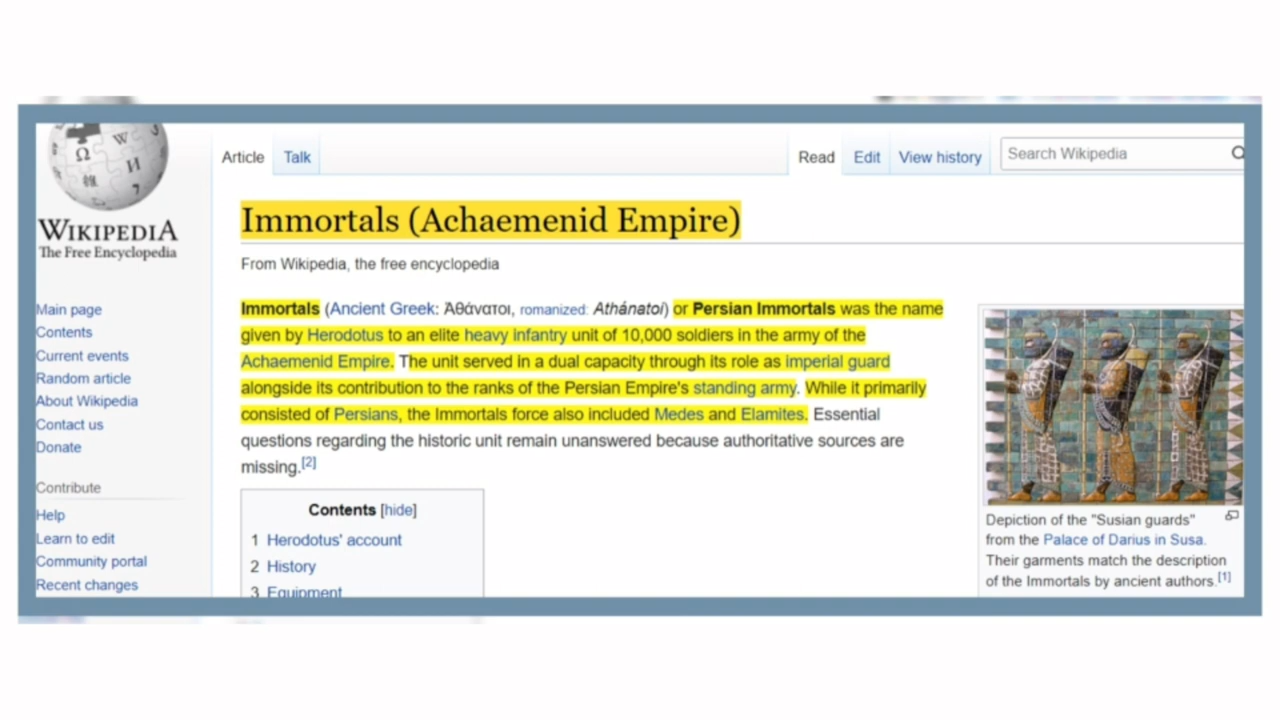 WIKIPEDIA
The Free Encyclopedia
Main page
Contents
Current events
Random article
About Wikipedia
Contact us
Donate
Contribute
Help
Learn to edit
Community portal
Recent changes
Article Talk
Read Edit View history
Search Wikipedia
Immortals (Achaemenid Empire)
From Wikipedia, the free encyclopedia
Immortals (Ancient Greek: Ἀθάνατοι, romanized: Athánatoi) or Persian Immortals was the name
given by Herodotus to an elite heavy infantry unit of 10,000 soldiers in the army of the
Achaemenid Empire. The unit served in a dual capacity through its role as imperial guard
alongside its contribution to the ranks of the Persian Empire's standing army. While it primarily
consisted of Persians, the Immortals force also included Medes and Elamites. Essential
questions regarding the historic unit remain unanswered because authoritative sources are
missing.[2]
Contents [hide]
1 Herodotus' account
2 History
3 Equipment
Depiction of the "Susian guards"
from the Palace of Darius in Susa.
Their garments match the description
of the Immortals by ancient authors.[1]